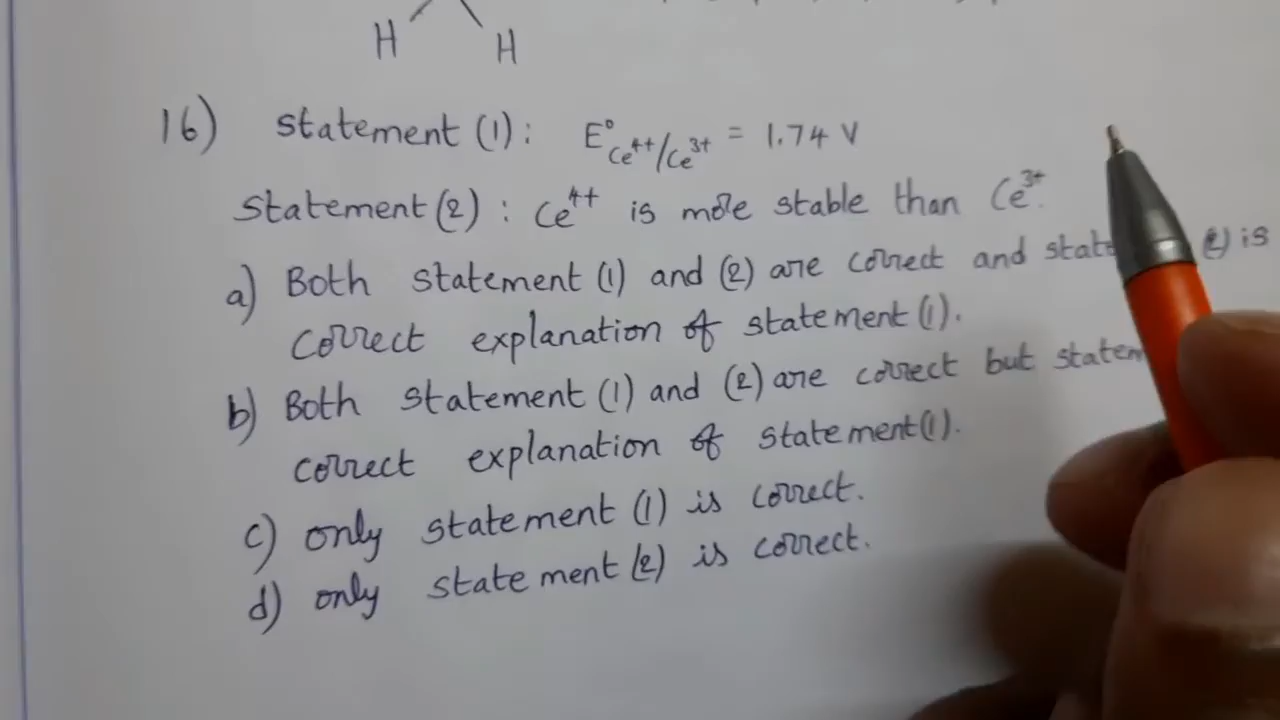 H H
16) Statement (1): E°Ce⁴⁺/Ce³⁺ = 1.74 V
Statement (2): Ce⁴⁺ is more stable than Ce³⁺.
a) Both statement (1) and (2) are correct and (2) is
correct explanation of statement (1).
b) Both statement (1) and (2) are correct but
correct explanation of statement (1).
c) only statement (1) is correct.
d) only statement (2) is correct.